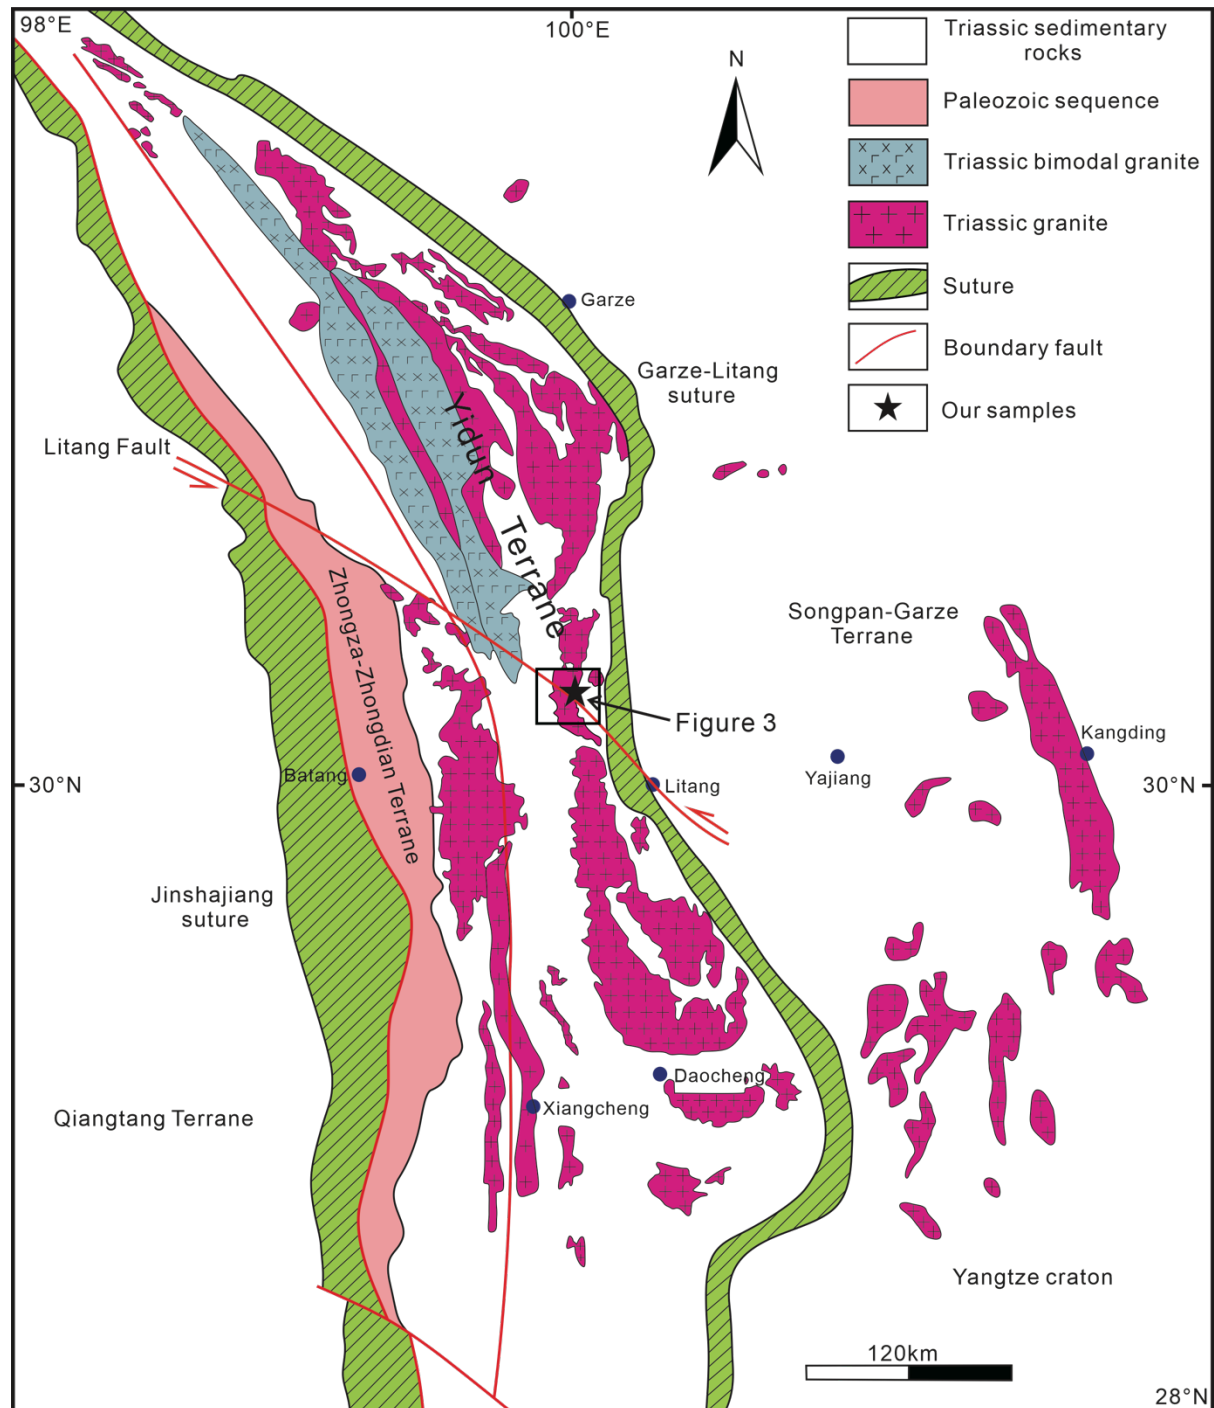 98°E
100°E
N
Triassic sedimentary
rocks
Paleozoic sequence
Triassic bimodal granite
Triassic granite
Suture
Boundary fault
Our samples
Garze
Garze-Litang
suture
Litang Fault
Yidun
Terrane
Zhongza-Zhongdian Terrane
Songpan-Garze
Terrane
Figure 3
Kangding
Batang
30°N
Litang
Yajiang
30°N
Jinshajiang
suture
Daocheng
Xiangcheng
Qiangtang Terrane
Yangtze craton
120km
28°N